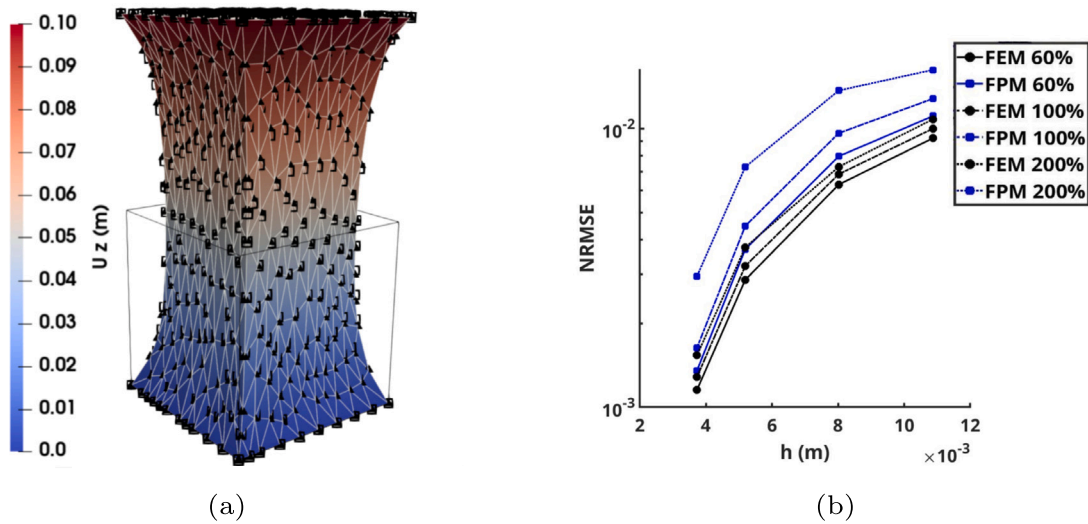 0.10
0.09
0.08
0.07
0.06
0.05
0.04
0.03
0.02
0.01
0.0
U z (m)
(a)
FEM 60%
FPM 60%
FEM 100%
FPM 100%
FEM 200%
FPM 200%
NRMSE
10⁻²
10⁻³
2 4 6 8 10 12
h (m) ×10⁻³
(b)